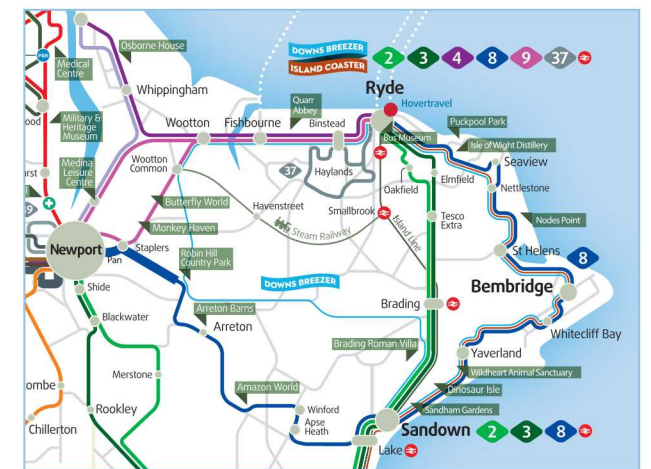 DOWNS BREEZER
ISLAND COASTER
2 3 4 8 9 37
Osborne House
PBR
Medical
Centre
Whippingham
Ryde
Hovertravel
Quarr
Abbey
Military &
Heritage
Museum
Wootton
Fishbourne
Binstead
Bus Museum
Puckpool Park
Isle of Wight Distillery
Seaview
Medina
Leisure
Centre
Wootton
Common
37
Haylands
Oakfield
Elmfield
Nettlestone
Butterfly World
Havenstreet
Smallbrook
Tesco
Extra
Nodes Point
Monkey Haven
Steam Railway
Island Line
Newport
Pan
Staplers
Robin Hill
Country Park
St Helens
8
Shide
DOWNS BREEZER
Bembridge
Brading
Blackwater
Arreton Barns
Arreton
Whitecliff Bay
Brading Roman Villa
Yaverland
Merstone
Wildheart Animal Sanctuary
Amazon World
Dinosaur Isle
Rookley
Winford
Sandham Gardens
Chillerton
Apse
Heath
Sandown
2 3 8
Lake